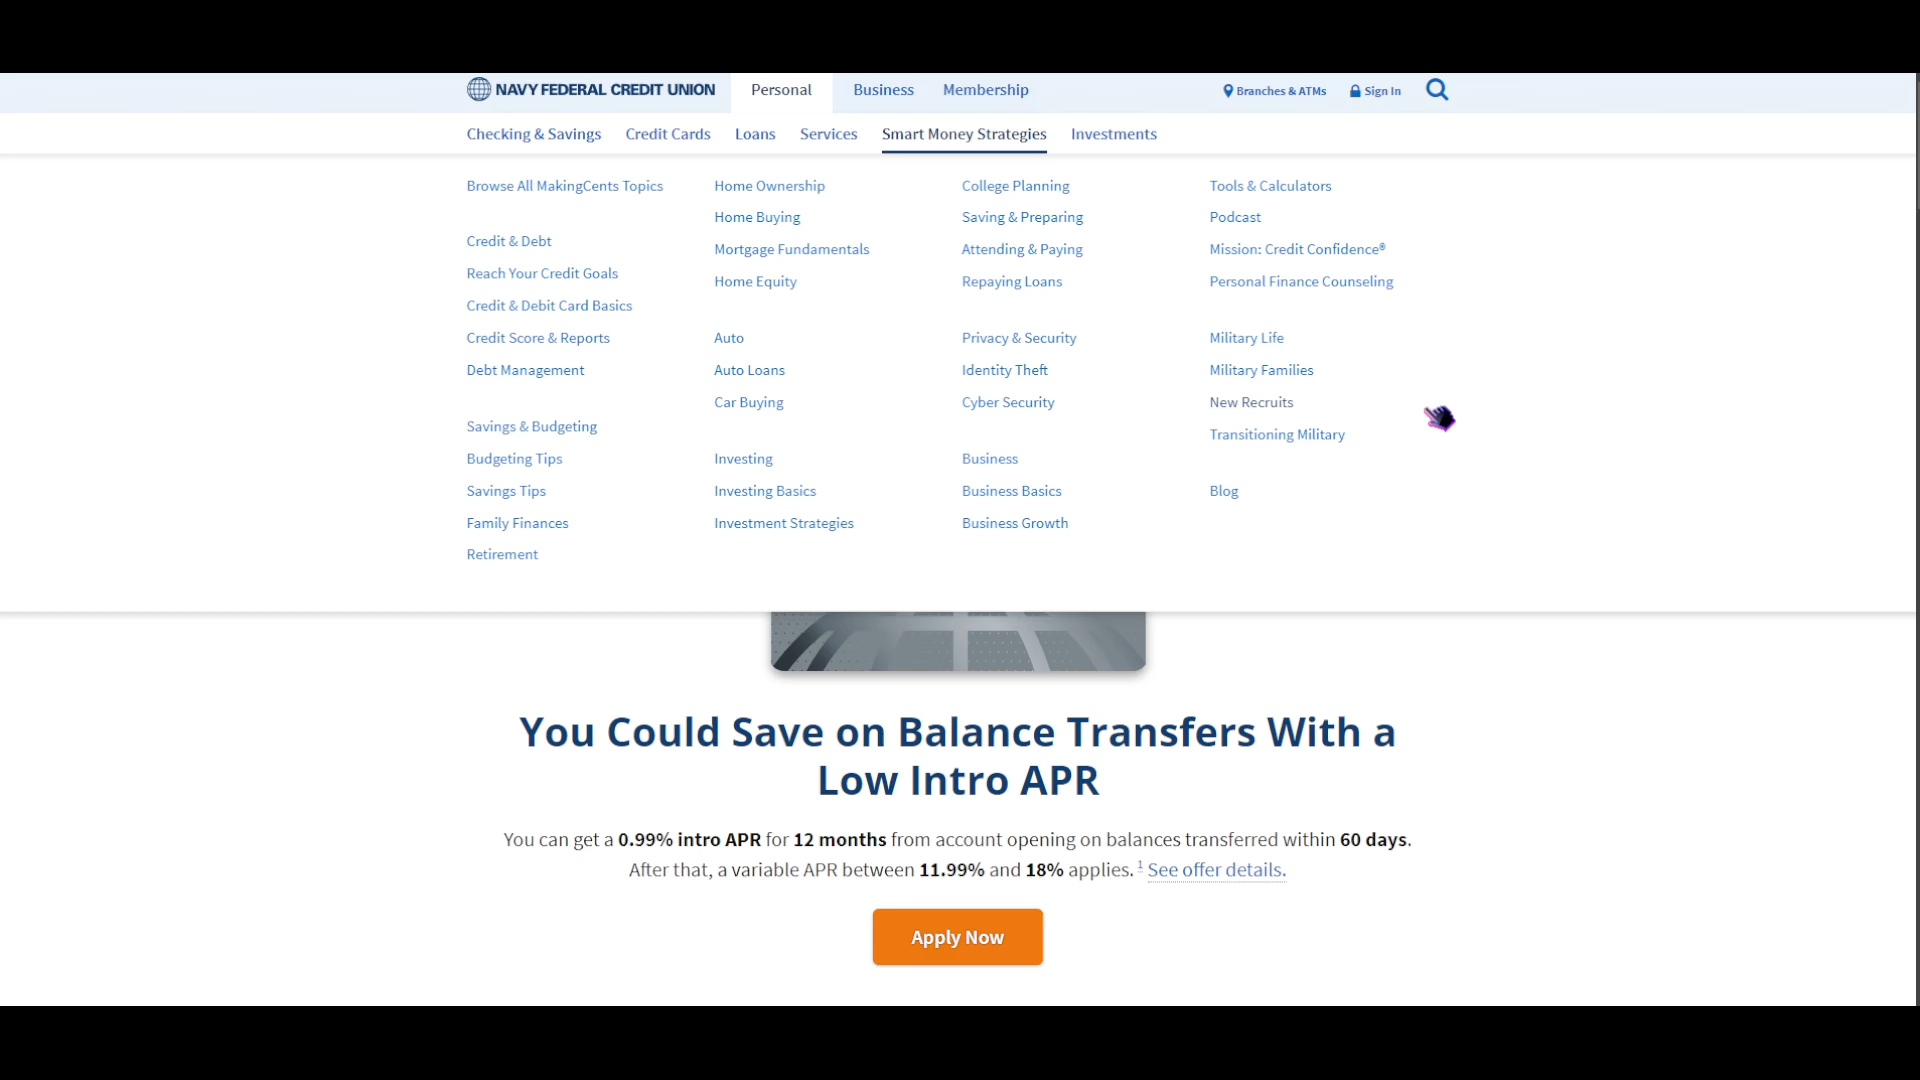 NAVY FEDERAL CREDIT UNION
Personal
Business
Membership
Branches & ATMs
Sign In
Checking & Savings
Credit Cards
Loans
Services
Smart Money Strategies
Investments
Browse All MakingCents Topics
Credit & Debt
Reach Your Credit Goals
Credit & Debit Card Basics
Credit Score & Reports
Debt Management
Savings & Budgeting
Budgeting Tips
Savings Tips
Family Finances
Retirement
Home Ownership
Home Buying
Mortgage Fundamentals
Home Equity
Auto
Auto Loans
Car Buying
Investing
Investing Basics
Investment Strategies
College Planning
Saving & Preparing
Attending & Paying
Repaying Loans
Privacy & Security
Identity Theft
Cyber Security
Business
Business Basics
Business Growth
Tools & Calculators
Podcast
Mission: Credit Confidence®
Personal Finance Counseling
Military Life
Military Families
New Recruits
Transitioning Military
Blog
You Could Save on Balance Transfers With a
Low Intro APR
You can get a 0.99% intro APR for 12 months from account opening on balances transferred within 60 days.
After that, a variable APR between 11.99% and 18% applies. 1 See offer details.
Apply Now